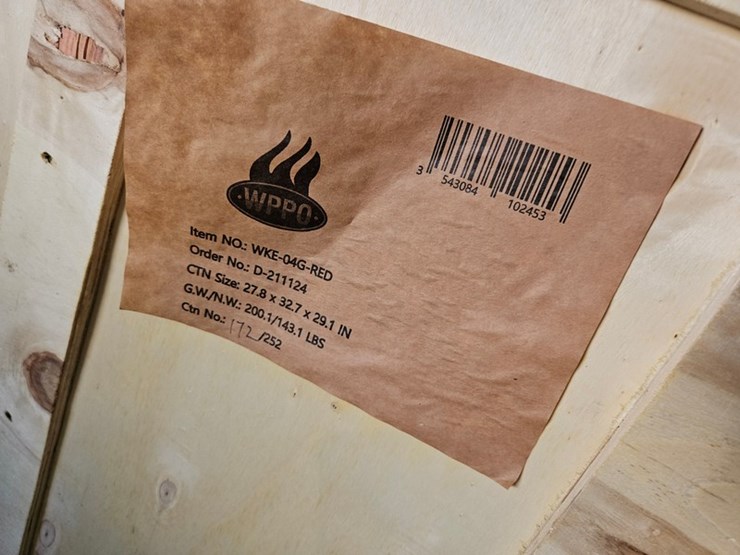 WPPO
3 543084 102453
Item NO.: WKE-04G-RED
Order No.: D-211124
CTN Size: 27.8 x 32.7 x 29.1 IN
G.W./N.W.: 200.1/143.1 LBS
Ctn No.: 172/252